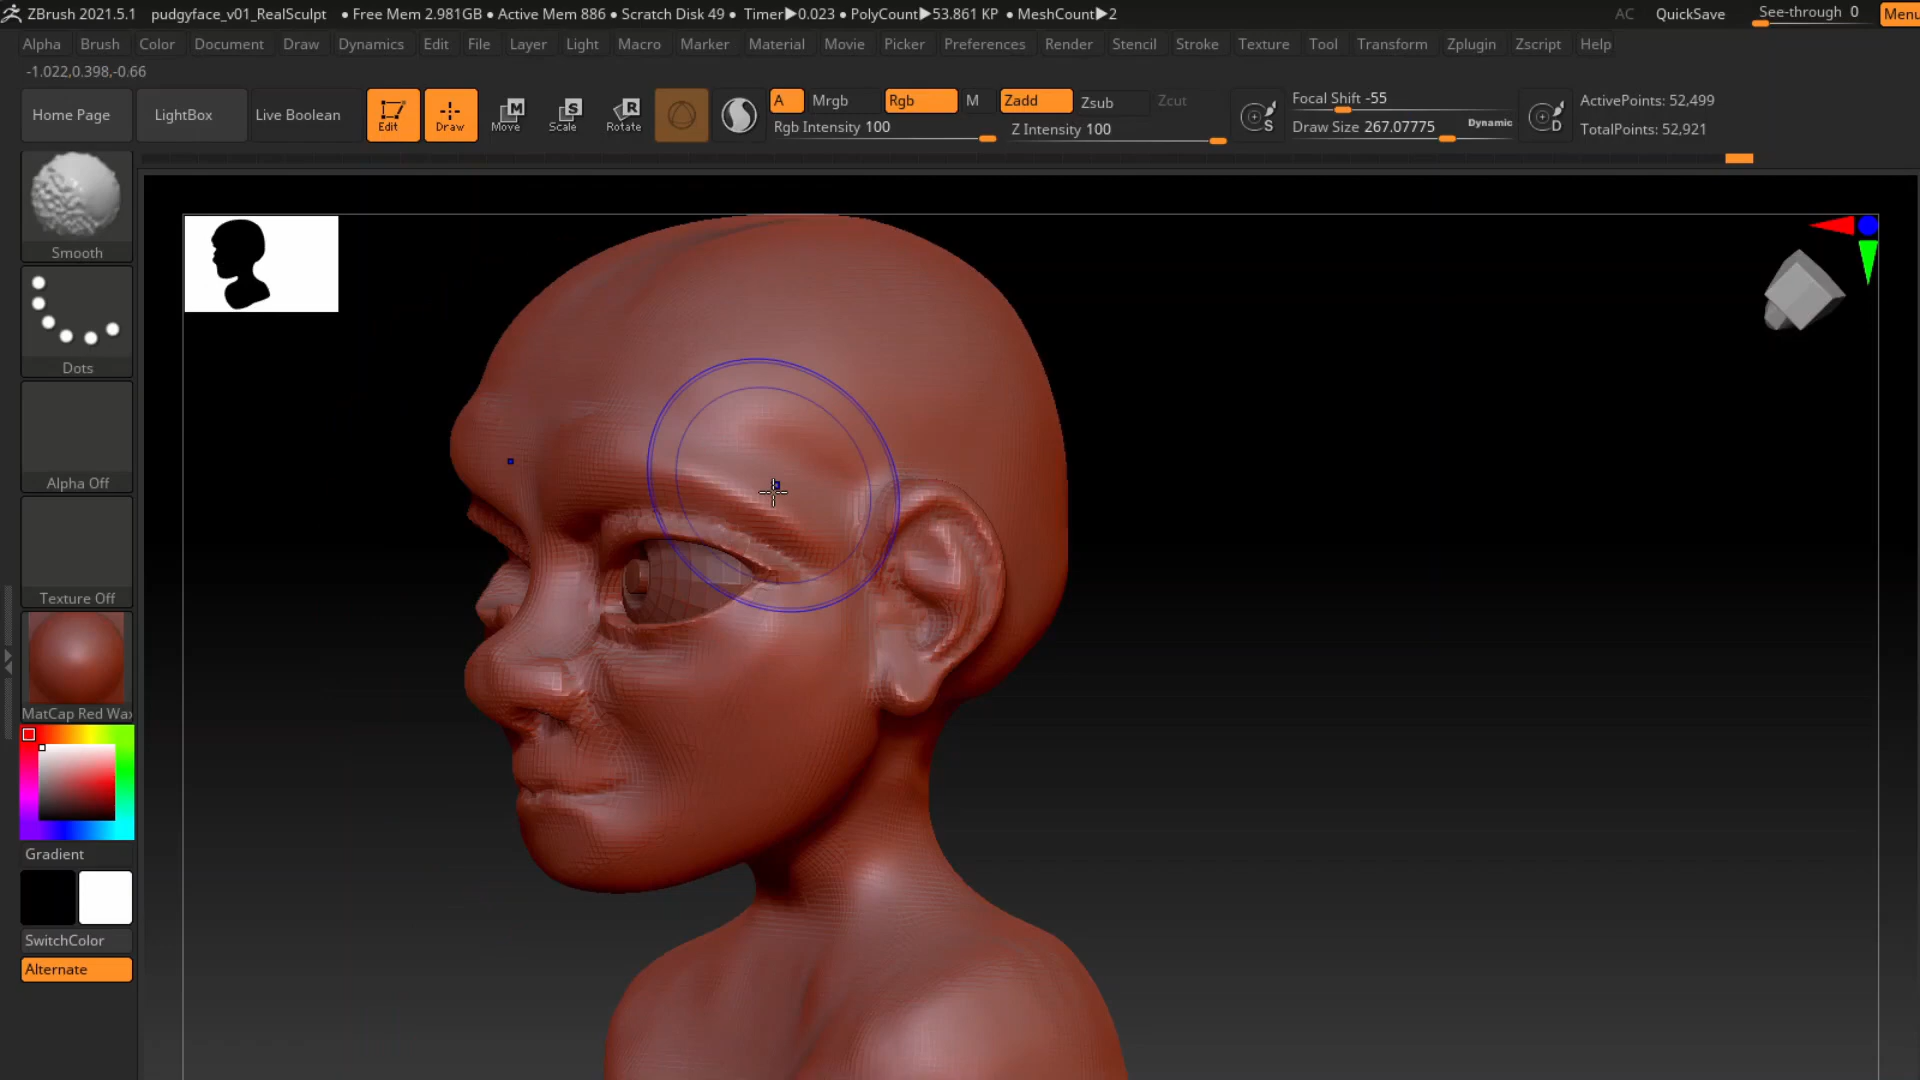 ZBrush 2021.5.1 pudgyface_v01_RealSculpt ● Free Mem 2.981GB ● Active Mem 886 ● Scratch Disk 49 ● Timer▶0.023 ● PolyCount▶53.861 KP ● MeshCount▶2 AC QuickSave See-through 0 Menu
Alpha Brush Color Document Draw Dynamics Edit File Layer Light Macro Marker Material Movie Picker Preferences Render Stencil Stroke Texture Tool Transform Zplugin Zscript Help
-1.022,0.398,-0.66
Home Page LightBox Live Boolean Edit Draw Move Scale Rotate
M S R
A Mrgb Rgb M Zadd Zsub Zcut
Rgb Intensity 100 Z Intensity 100
S
Focal Shift -55
Draw Size 267.07775 Dynamic
D
ActivePoints: 52,499
TotalPoints: 52,921
Smooth
Dots
Alpha Off
Texture Off
MatCap Red Wax
Gradient
SwitchColor
Alternate